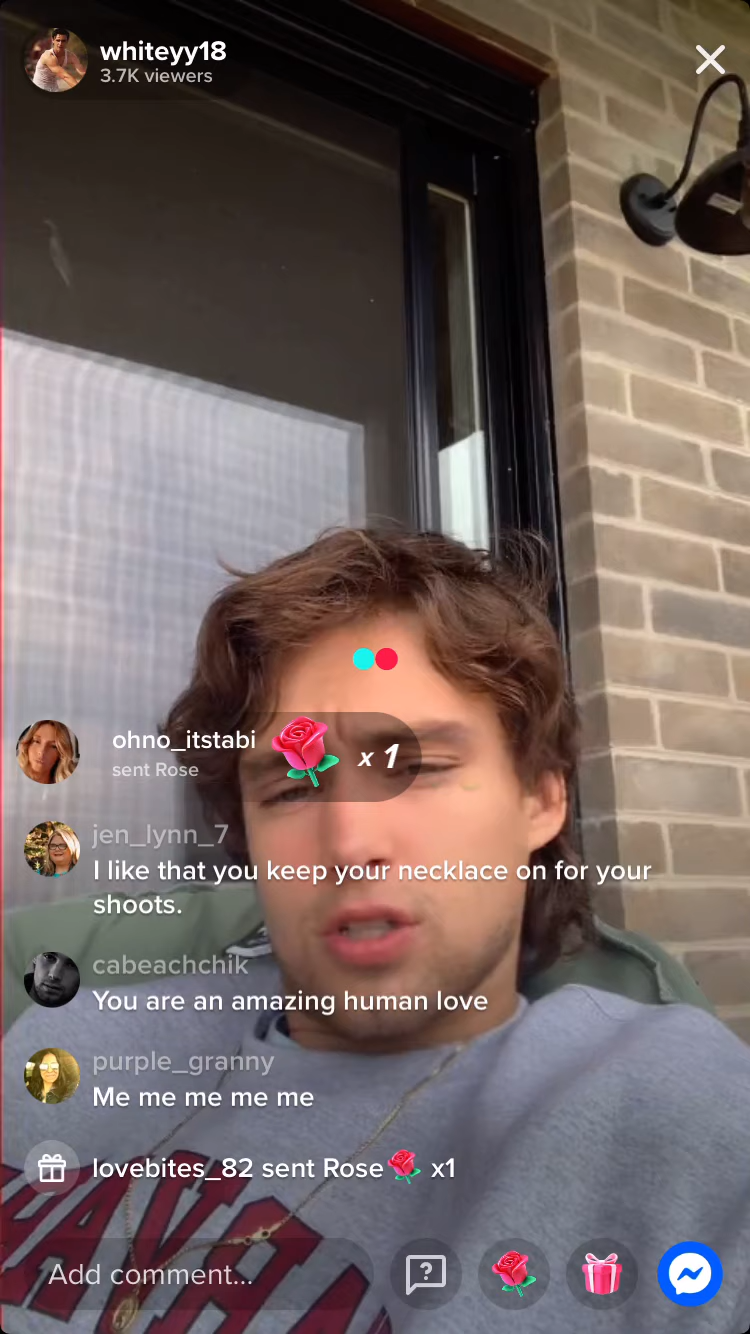 whiteyy18
3.7K viewers
ohno_itstabi
x 1
sent Rose
jen_lynn_7
I like that you keep your necklace on for your
shoots.
cabeachchik
You are an amazing human love
purple_granny
Me me me me me
lovebites_82 sent Rose🌹 x1
Add comment...
?